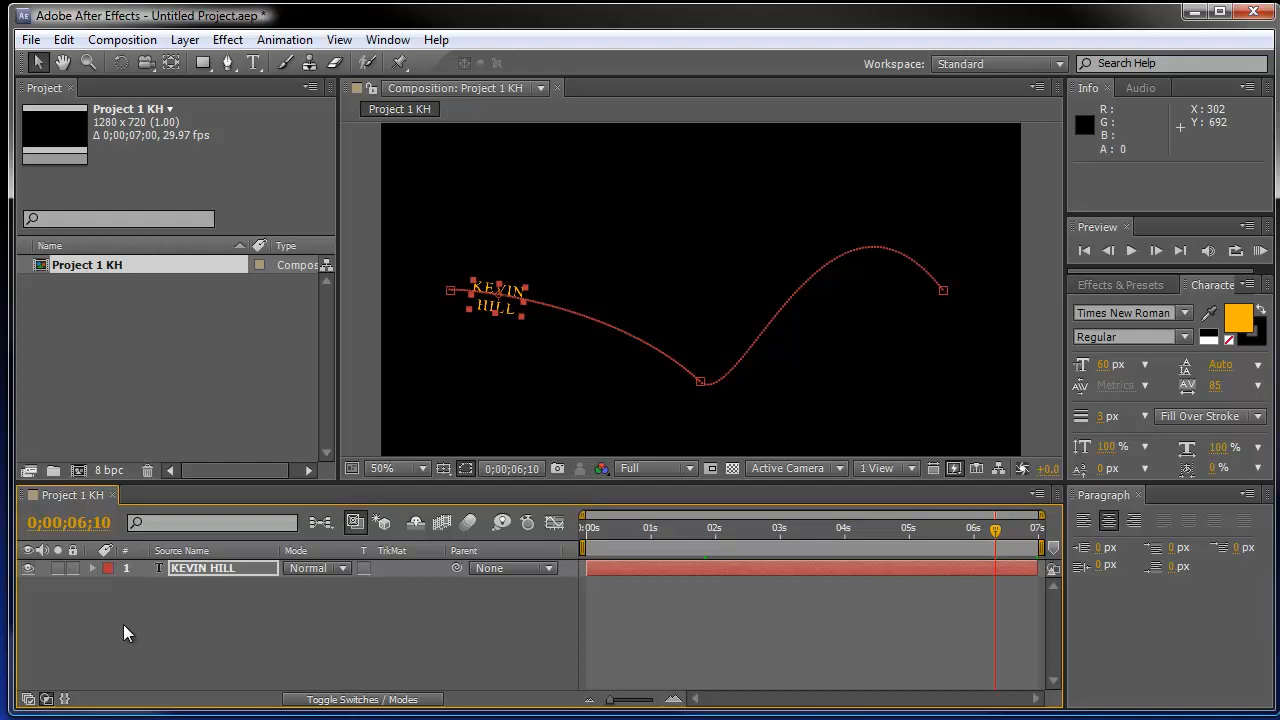 Adobe After Effects - Untitled Project.aep *
File Edit Composition Layer Effect Animation View Window Help
Workspace: Standard Search Help
Project
Project 1 KH
1280 x 720 (1.00)
Δ 0;00;07;00, 29.97 fps
Name Type
Project 1 KH Compos
8 bpc
Composition: Project 1 KH
Project 1 KH
KEVIN
HILL
50% 0;00;06;10 Full Active Camera 1 View +0.0
Info Audio
R : X : 302
G : Y : 692
B :
A : 0
Preview
Effects & Presets Characte
Times New Roman
Regular
60 px Auto
Metrics 85
3 px Fill Over Stroke
100 % 100 %
0 px 0 %
Project 1 KH
0;00;06;10
# Source Name Mode T TrkMat Parent
1 T KEVIN HILL Normal None
:00s 01s 02s 03s 04s 05s 06s 07s
Toggle Switches / Modes
Paragraph
0 px 0 px 0 px
0 px 0 px